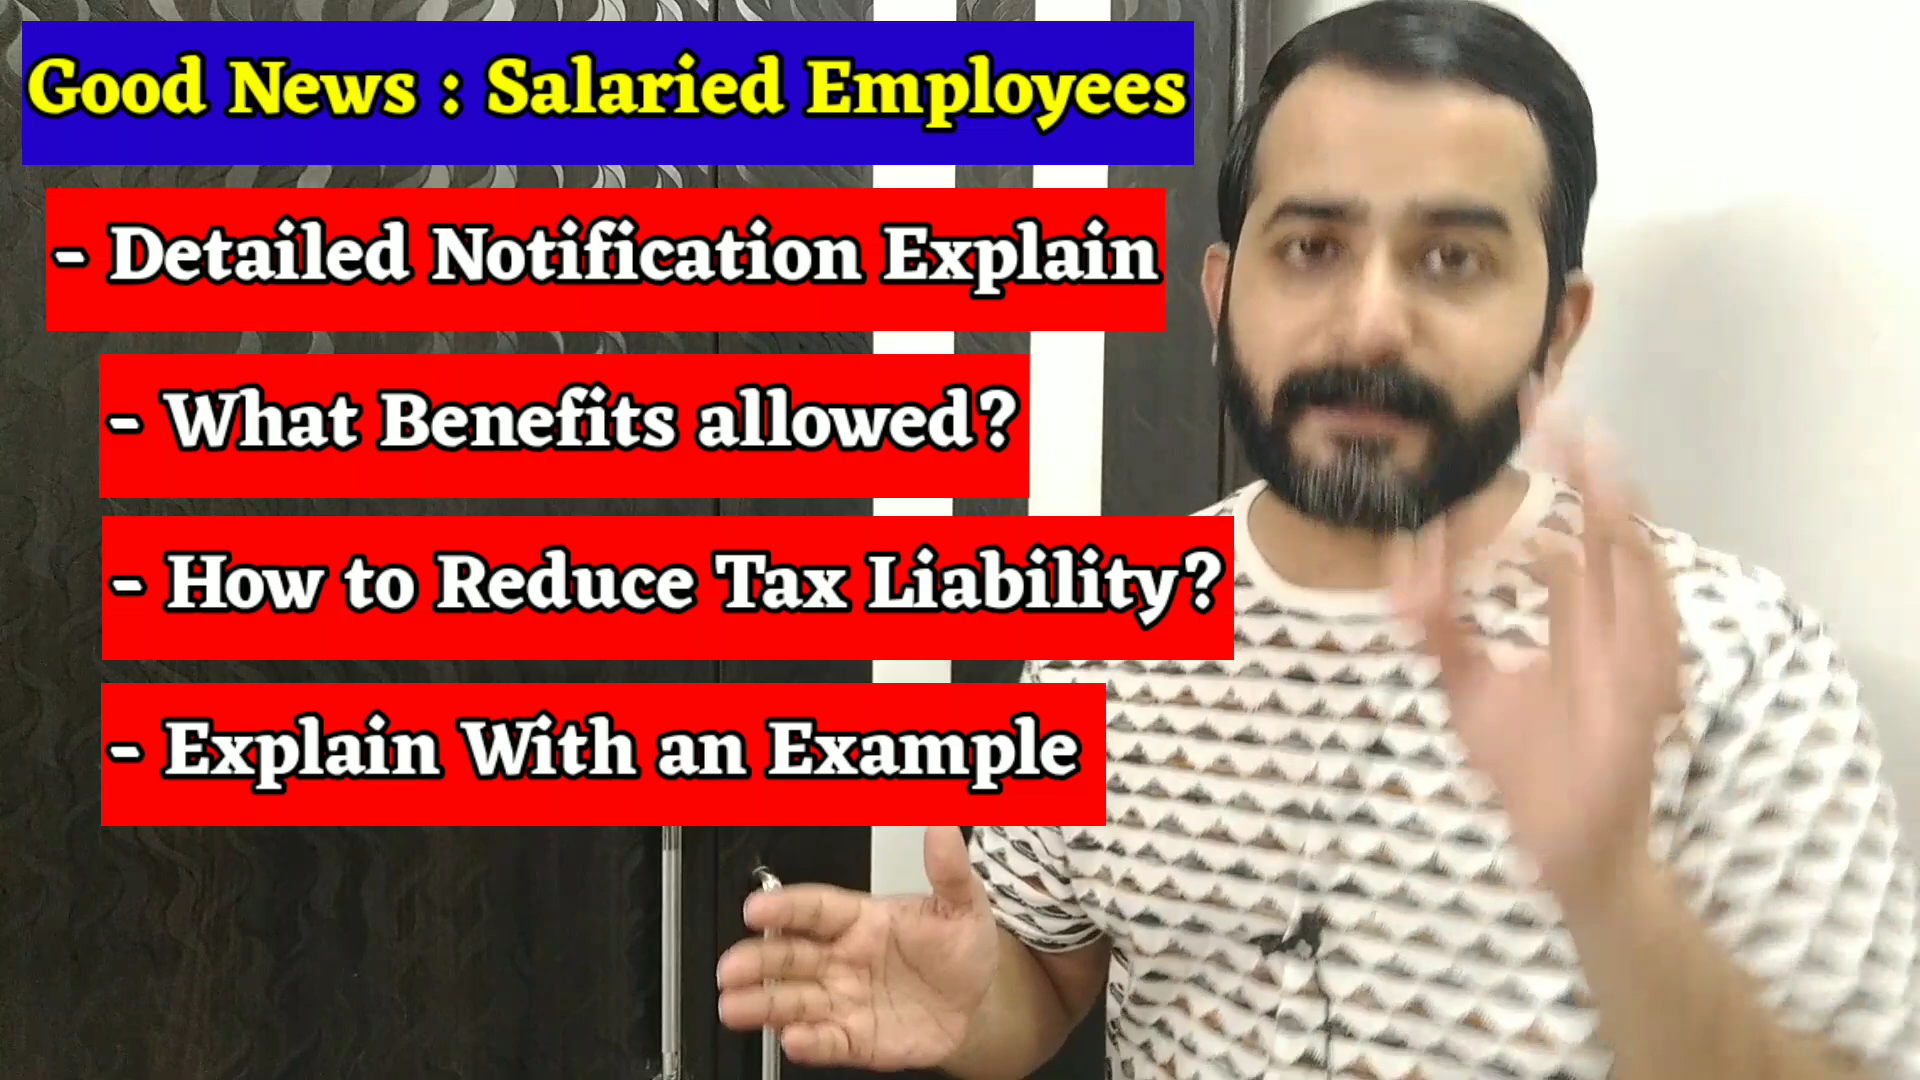 Good News : Salaried Employees
- Detailed Notification Explain
- What Benefits allowed?
- How to Reduce Tax Liability?
- Explain With an Example